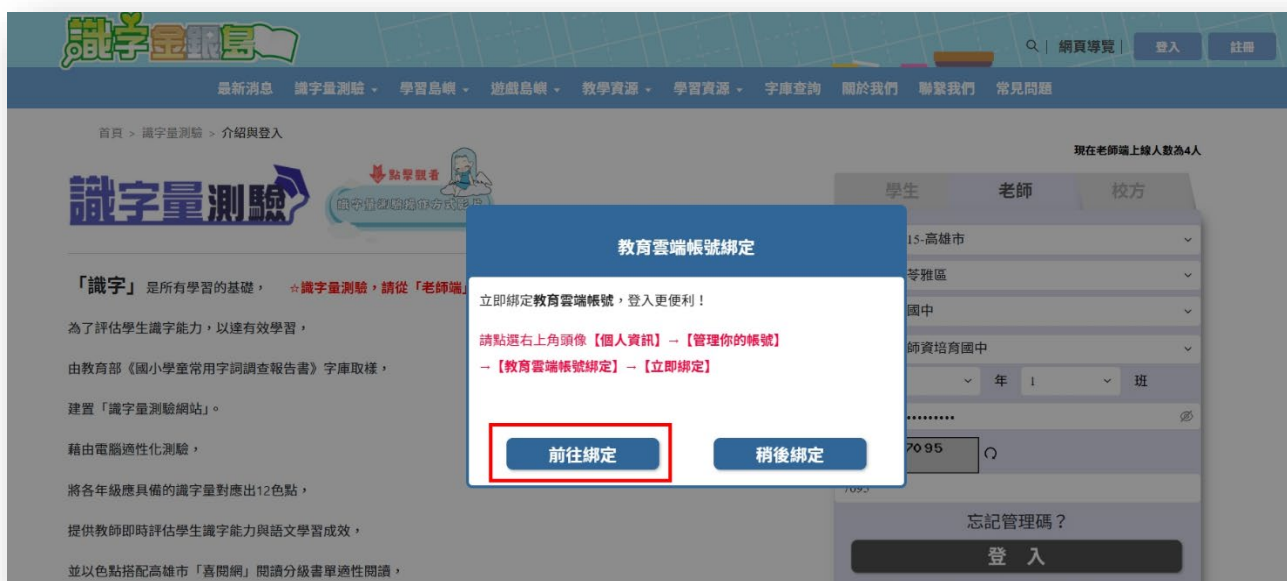 識字金銀島
網頁導覽 |
登入
註冊
最新消息 識字量測驗 學習島嶼 遊戲島嶼 教學資源 學習資源 字庫查詢 關於我們 聯繫我們 常見問題
首頁 > 識字量測驗 > 介紹與登入
現在老師端上線人數為4人
識字量測驗
點擊觀看
識字量測驗操作方式影片
學生 老師 校方
教育雲端帳號綁定
15-高雄市
苓雅區
「識字」是所有學習的基礎, ☆識字量測驗,請從「老師端」
立即綁定教育雲端帳號,登入更便利!
國中
為了評估學生識字能力,以達有效學習,
請點選右上角頭像【個人資訊】→【管理你的帳號】
師資培育國中
由教育部《國小學童常用字詞調查報告書》字庫取樣,
→【教育雲端帳號綁定】→【立即綁定】
年 1 班
建置「識字量測驗網站」。
藉由電腦適性化測驗,
前往綁定
稍後綁定
7095
將各年級應具備的識字量對應出12色點,
7095
提供教師即時評估學生識字能力與語文學習成效,
忘記管理碼?
登 入
並以色點搭配高雄市「喜閱網」閱讀分級書單適性閱讀,